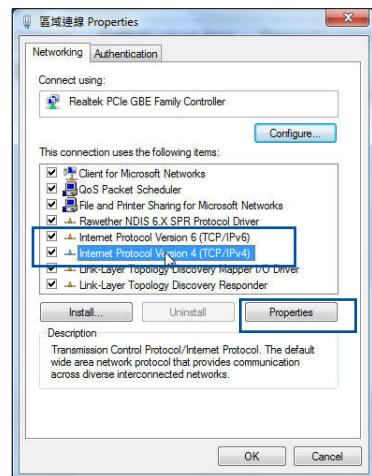 區域連線 Properties
Networking
Authentication
Connect using:
Realtek PCIe GBE Family Controller
Configure...
This connection uses the following items:
Client for Microsoft Networks
QoS Packet Scheduler
File and Printer Sharing for Microsoft Networks
Rawether NDIS 6.X SPR Protocol Driver
Internet Protocol Version 6 (TCP/IPv6)
Internet Protocol Version 4 (TCP/IPv4)
Link-Layer Topology Discovery Mapper I/O Driver
Link-Layer Topology Discovery Responder
Install...
Uninstall
Properties
Description
Transmission Control Protocol/Internet Protocol. The default
wide area network protocol that provides communication
across diverse interconnected networks.
OK
Cancel